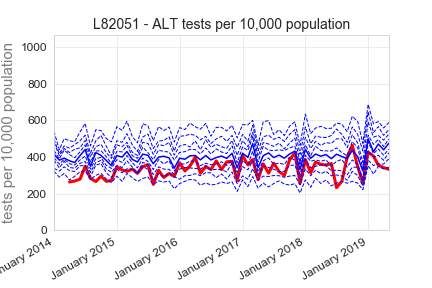 L82051 - ALT tests per 10,000 population
tests per 10,000 population
1000
800
600
400
200
0
nuary 2014
January 2015
January 2016
January 2017
January 2018
January 2019